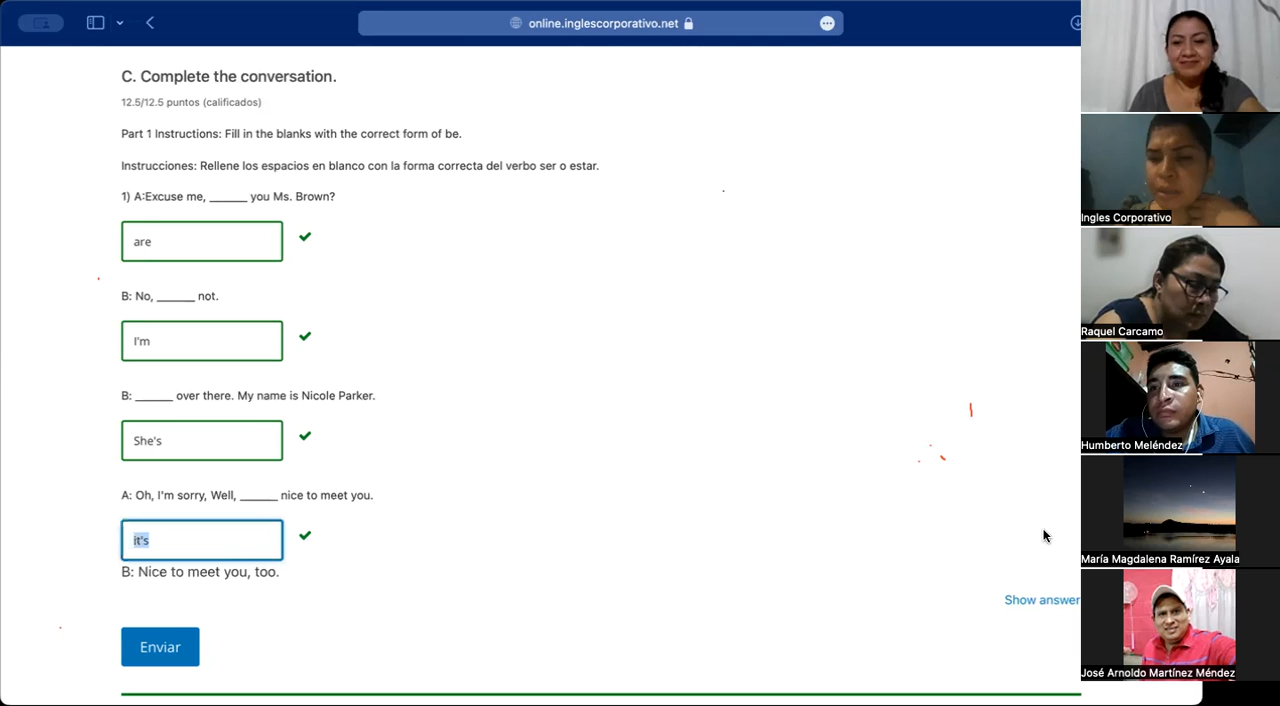 online.inglescorporativo.net
C. Complete the conversation.
12.5/12.5 puntos (calificados)
Part 1 Instructions: Fill in the blanks with the correct form of be.
Instrucciones: Rellene los espacios en blanco con la forma correcta del verbo ser o estar.
1) A:Excuse me, ______ you Ms. Brown?
are
B: No, ______ not.
I'm
B: ______ over there. My name is Nicole Parker.
She's
A: Oh, I'm sorry, Well, ______ nice to meet you.
it's
B: Nice to meet you, too.
Show answer
Enviar
Ingles Corporativo
Raquel Carcamo
Humberto Meléndez
María Magdalena Ramírez Ayala
José Arnoldo Martínez Méndez